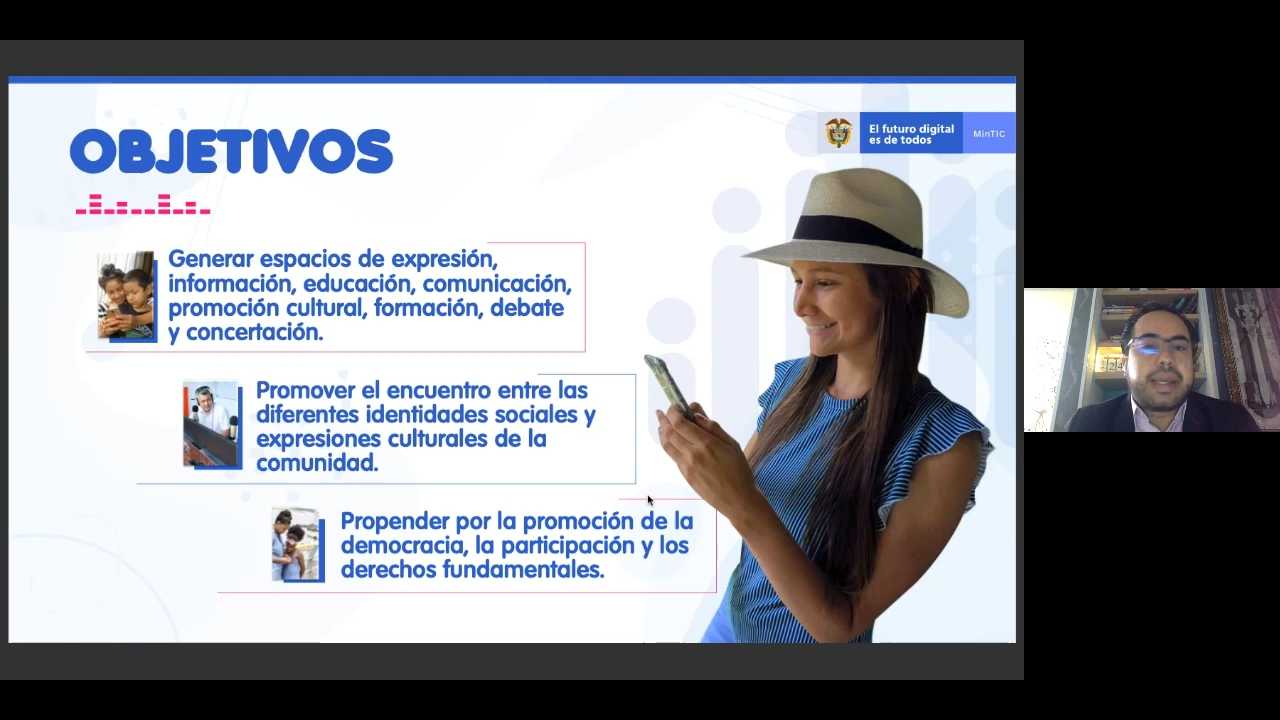 OBJETIVOS
El futuro digital
es de todos
MinTIC
Generar espacios de expresión,
información, educación, comunicación,
promoción cultural, formación, debate
y concertación.
Promover el encuentro entre las
diferentes identidades sociales y
expresiones culturales de la
comunidad.
Propender por la promoción de la
democracia, la participación y los
derechos fundamentales.